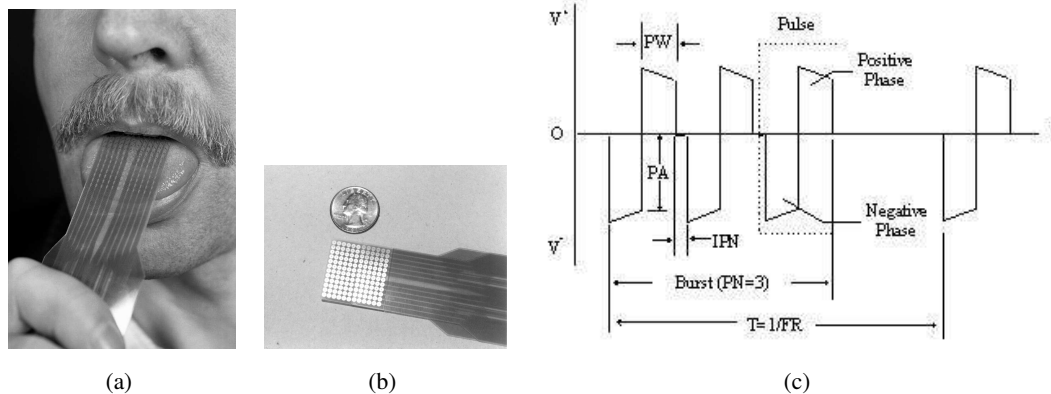 V+
PW
Pulse
Positive
Phase
O
PA
Negative
Phase
V-
IPN
Burst (PN=3)
T=1/FR
(a)
(b)
(c)